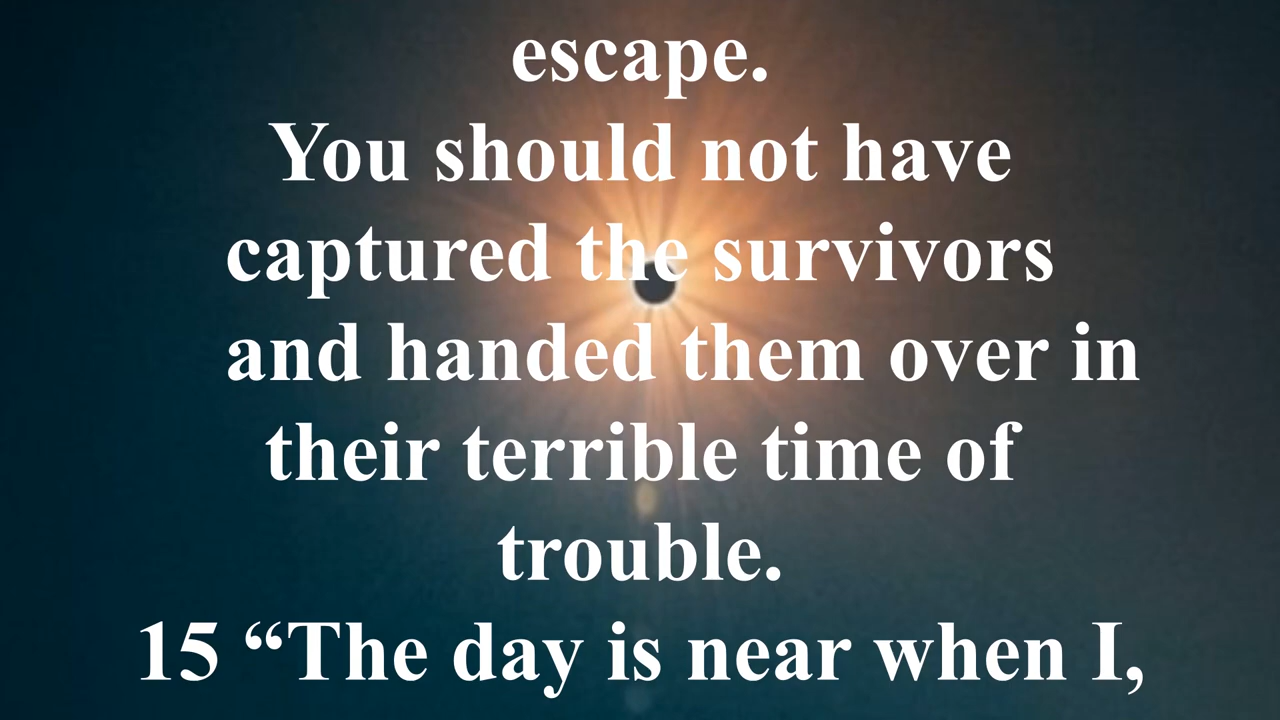 escape.
You should not have
captured the survivors
and handed them over in
their terrible time of
trouble.
15 “The day is near when I,